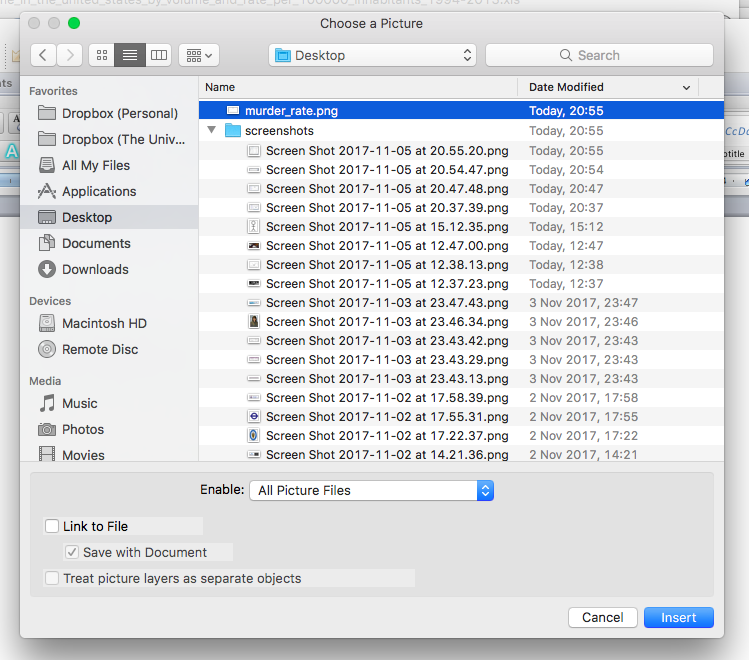 ne_in_the_united_states_by_volume_and_rate_per_100000_inhabitants_1994-2013.xls
Choose a Picture
Desktop
Search
Favorites
Dropbox (Personal)
Dropbox (The Univ...
All My Files
Applications
Desktop
Documents
Downloads
Devices
Macintosh HD
Remote Disc
Media
Music
Photos
Movies
Name Date Modified
murder_rate.png Today, 20:55
screenshots Today, 20:55
Screen Shot 2017-11-05 at 20.55.20.png Today, 20:55
Screen Shot 2017-11-05 at 20.54.47.png Today, 20:54
Screen Shot 2017-11-05 at 20.47.48.png Today, 20:47
Screen Shot 2017-11-05 at 20.37.39.png Today, 20:37
Screen Shot 2017-11-05 at 15.12.35.png Today, 15:12
Screen Shot 2017-11-05 at 12.47.00.png Today, 12:47
Screen Shot 2017-11-05 at 12.38.13.png Today, 12:38
Screen Shot 2017-11-05 at 12.37.23.png Today, 12:37
Screen Shot 2017-11-03 at 23.47.43.png 3 Nov 2017, 23:47
Screen Shot 2017-11-03 at 23.46.34.png 3 Nov 2017, 23:46
Screen Shot 2017-11-03 at 23.43.42.png 3 Nov 2017, 23:43
Screen Shot 2017-11-03 at 23.43.29.png 3 Nov 2017, 23:43
Screen Shot 2017-11-03 at 23.43.13.png 3 Nov 2017, 23:43
Screen Shot 2017-11-02 at 17.58.39.png 2 Nov 2017, 17:58
Screen Shot 2017-11-02 at 17.55.31.png 2 Nov 2017, 17:55
Screen Shot 2017-11-02 at 17.22.37.png 2 Nov 2017, 17:22
Screen Shot 2017-11-02 at 14.21.36.png 2 Nov 2017, 14:21
Enable: All Picture Files
Link to File
Save with Document
Treat picture layers as separate objects
Cancel Insert